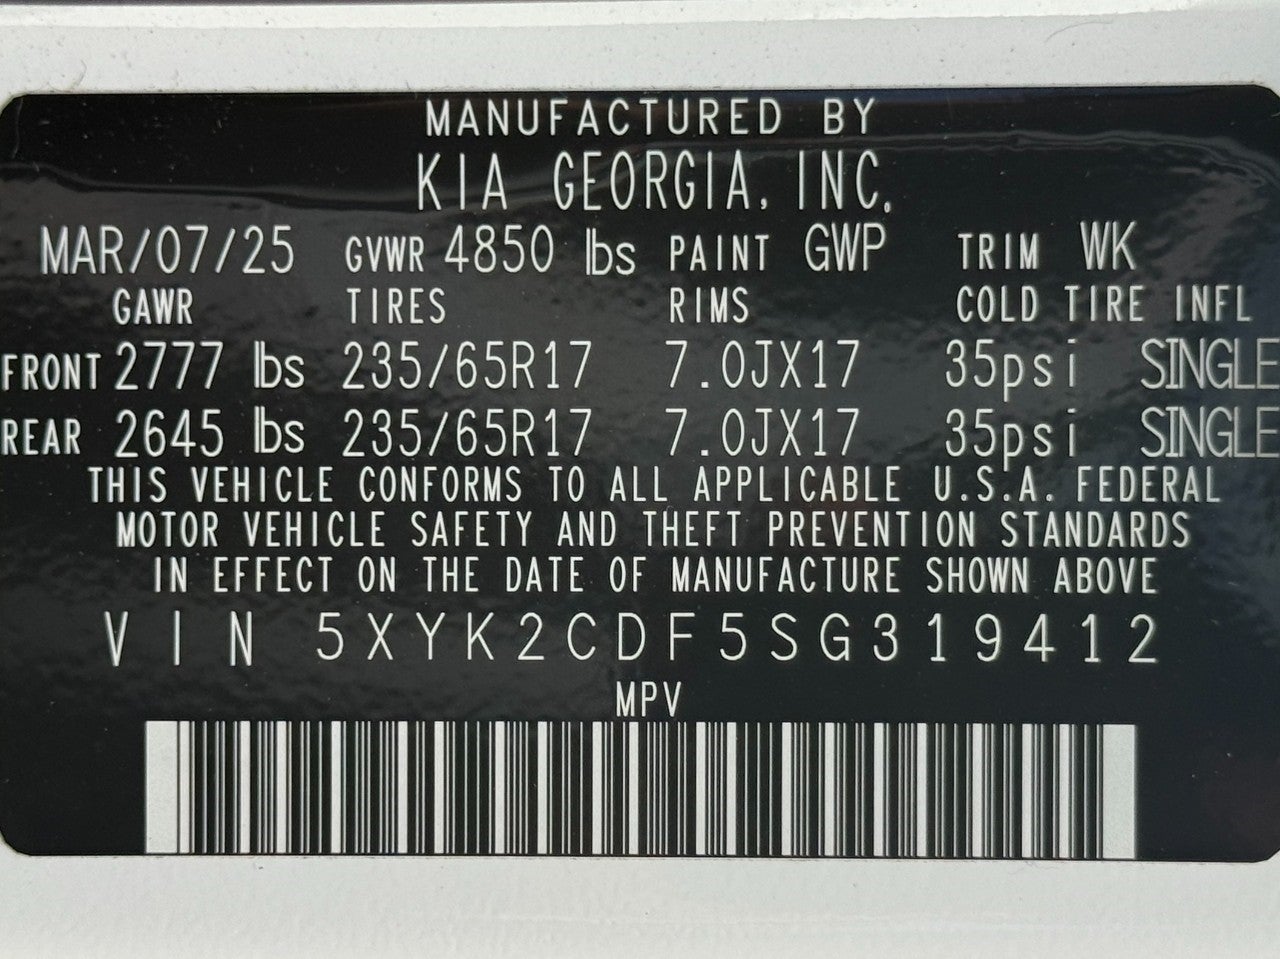 MANUFACTURED BY
KIA GEORGIA, INC.
MAR/07/25 GVWR 4850 lbs PAINT GWP TRIM WK
GAWR TIRES RIMS COLD TIRE INFL
FRONT 2777 lbs 235/65R17 7.0JX17 35psi SINGLE
REAR 2645 lbs 235/65R17 7.0JX17 35psi SINGLE
THIS VEHICLE CONFORMS TO ALL APPLICABLE U.S.A. FEDERAL
MOTOR VEHICLE SAFETY AND THEFT PREVENTION STANDARDS
IN EFFECT ON THE DATE OF MANUFACTURE SHOWN ABOVE
VIN 5XYK2CDF5SG319412
MPV